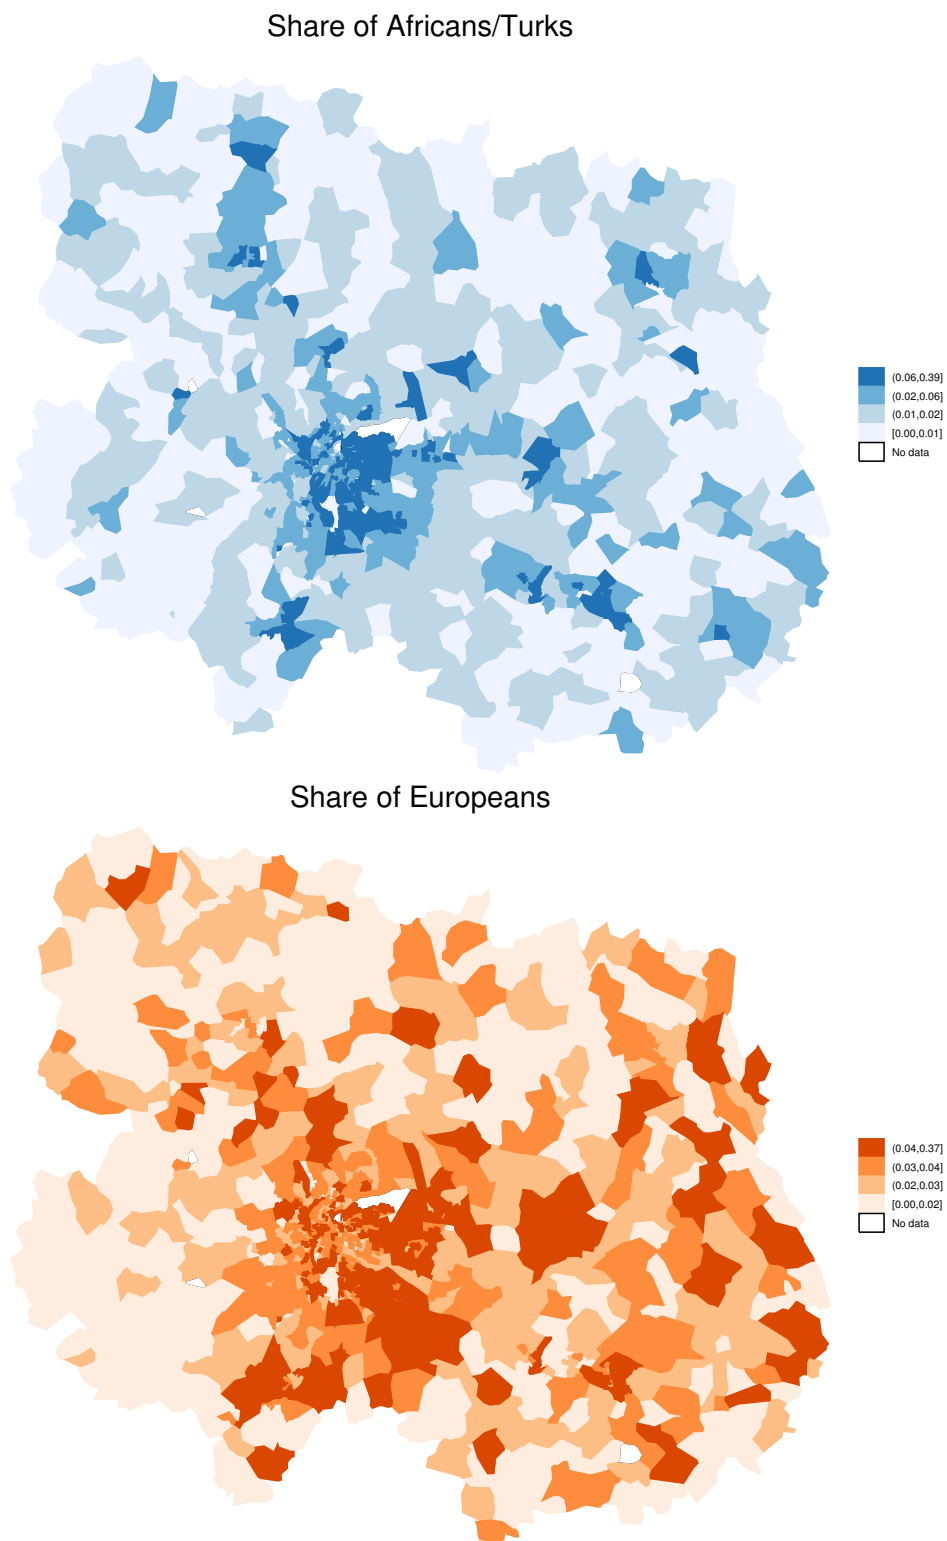 Share of Africans/Turks
(0.06,0.39]
(0.02,0.06]
(0.01,0.02]
[0.00,0.01]
No data
Share of Europeans
(0.04,0.37]
(0.03,0.04]
(0.02,0.03]
[0.00,0.02]
No data